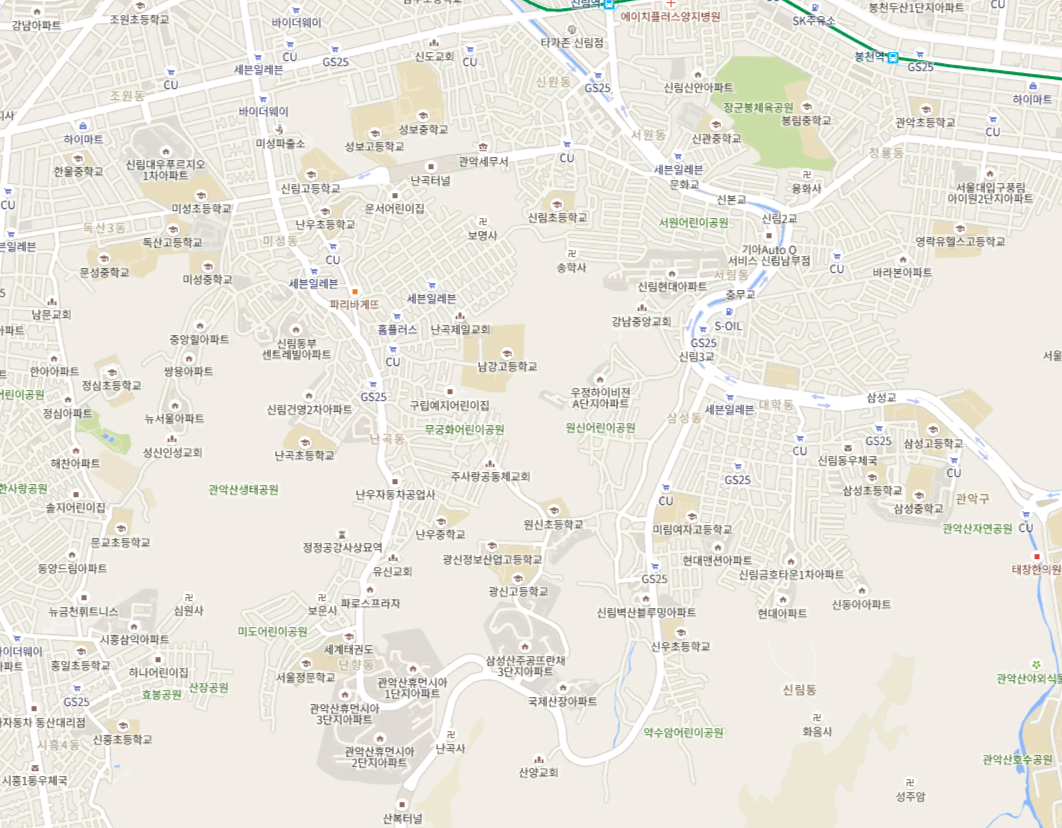 강남아파트
조원초등학교
바이더웨이
CU
세븐일레븐
GS25
CU
조원동
바이더웨이
하이마트
신도교회
CU
타가존 신림점
신림역
에이치플러스양지병원
SK주유소
봉천두산1단지아파트
CU
봉천역
GS25
하이마트
신원동
GS25
신림신안아파트
장군봉체육공원
봉림중학교
관악초등학교
CU
성보중학교
성보고등학교
미성파출소
신관중학교
서원동
청룡동
한울중학교
신림대우푸르지오
1차아파트
관악세무서
CU
난곡터널
세븐일레븐
문화교
신림고등학교
용화사
서울대입구풍림
아이원2단지아파트
CU
미성초등학교
운서어린이집
신본교
난우초등학교
신림초등학교
서원어린이공원
신림2교
독산3동
독산고등학교
미성동
보명사
영락유헬스고등학교
세븐일레븐
CU
기아Auto Q
서비스 신림남부점
송학사
CU
문성중학교
미성중학교
바라본아파트
서림동
세븐일레븐
신림현대아파트
파리바게뜨
세븐일레븐
충무교
남문교회
강남중앙교회
S-OIL
홈플러스
난곡제일교회
중앙힐아파트
GS25
신림동부
센트레빌아파트
신림3교
CU
남강고등학교
한아아파트
쌍용아파트
정심초등학교
GS25
우정하이비젼
A단지아파트
삼성교
구립예지어린이집
신림건영2차아파트
세븐일레븐
대학동
정심아파트
뉴서울아파트
삼성동
무궁화어린이공원
원신어린이공원
난곡동
GS25
삼성고등학교
성신인성교회
난곡초등학교
CU
해찬아파트
신림동우체국
CU
주사랑공동체교회
GS25
한사랑공원
관악산생태공원
난우자동차공업사
삼성초등학교
솔지어린이집
CU
삼성중학교
관악구
원신초등학교
미림여자고등학교
난우중학교
문교초등학교
관악산자연공원
CU
정정공강사상묘역
현대맨션아파트
광신정보산업고등학교
유신교회
동양드림아파트
태창한의원
GS25
신림금호타운1차아파트
광신고등학교
파로스프라자
뉴금천휘트니스
심원사
보운사
신림벽산블루밍아파트
현대아파트
신동아아파트
미도어린이공원
시흥삼익아파트
바이더웨이
세계태권도
난향동
신우초등학교
홍일초등학교
삼성산주공뜨란채
3단지아파트
하나어린이집
서울정문학교
관악산휴먼시아
1단지아파트
GS25
효봉공원
산장공원
신림동
국제산장아파트
관악산휴먼시아
3단지아파트
자동차 동산대리점
신흥초등학교
약수암어린이공원
화음사
시흥4동
난곡사
관악산휴먼시아
2단지아파트
관악산호수공원
산양교회
시흥1동우체국
성주암
산복터널